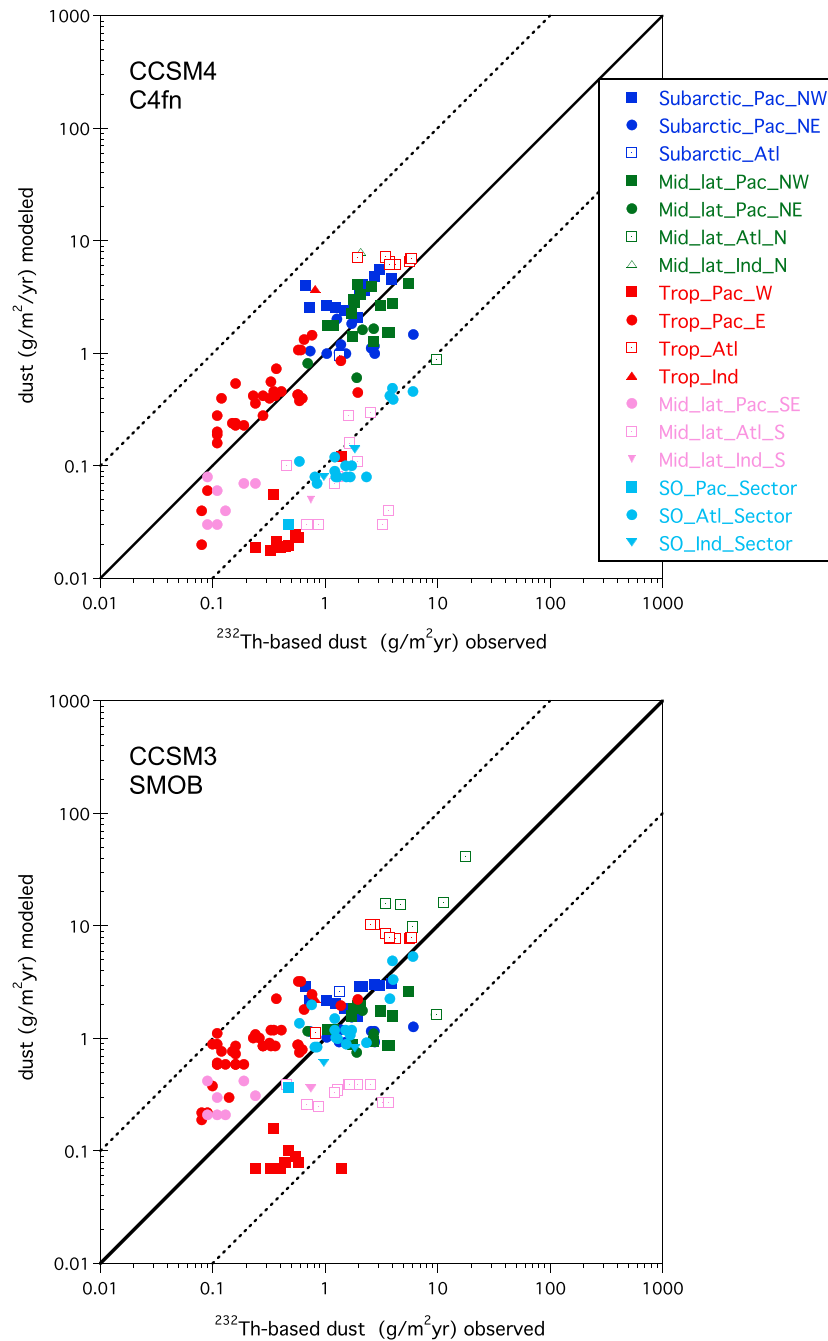 1000
CCSM4
C4fn
100
10
1
0.1
0.01
dust (g/m²/yr) modeled
0.01
0.1
1
10
100
1000
²³²Th-based dust (g/m²yr) observed
Subarctic_Pac_NW
Subarctic_Pac_NE
Subarctic_Atl
Mid_lat_Pac_NW
Mid_lat_Pac_NE
Mid_lat_Atl_N
Mid_lat_Ind_N
Trop_Pac_W
Trop_Pac_E
Trop_Atl
Trop_Ind
Mid_lat_Pac_SE
Mid_lat_Atl_S
Mid_lat_Ind_S
SO_Pac_Sector
SO_Atl_Sector
SO_Ind_Sector
1000
CCSM3
SMOB
100
10
1
0.1
0.01
dust (g/m²yr) modeled
0.01
0.1
1
10
100
1000
²³²Th-based dust (g/m²yr) observed